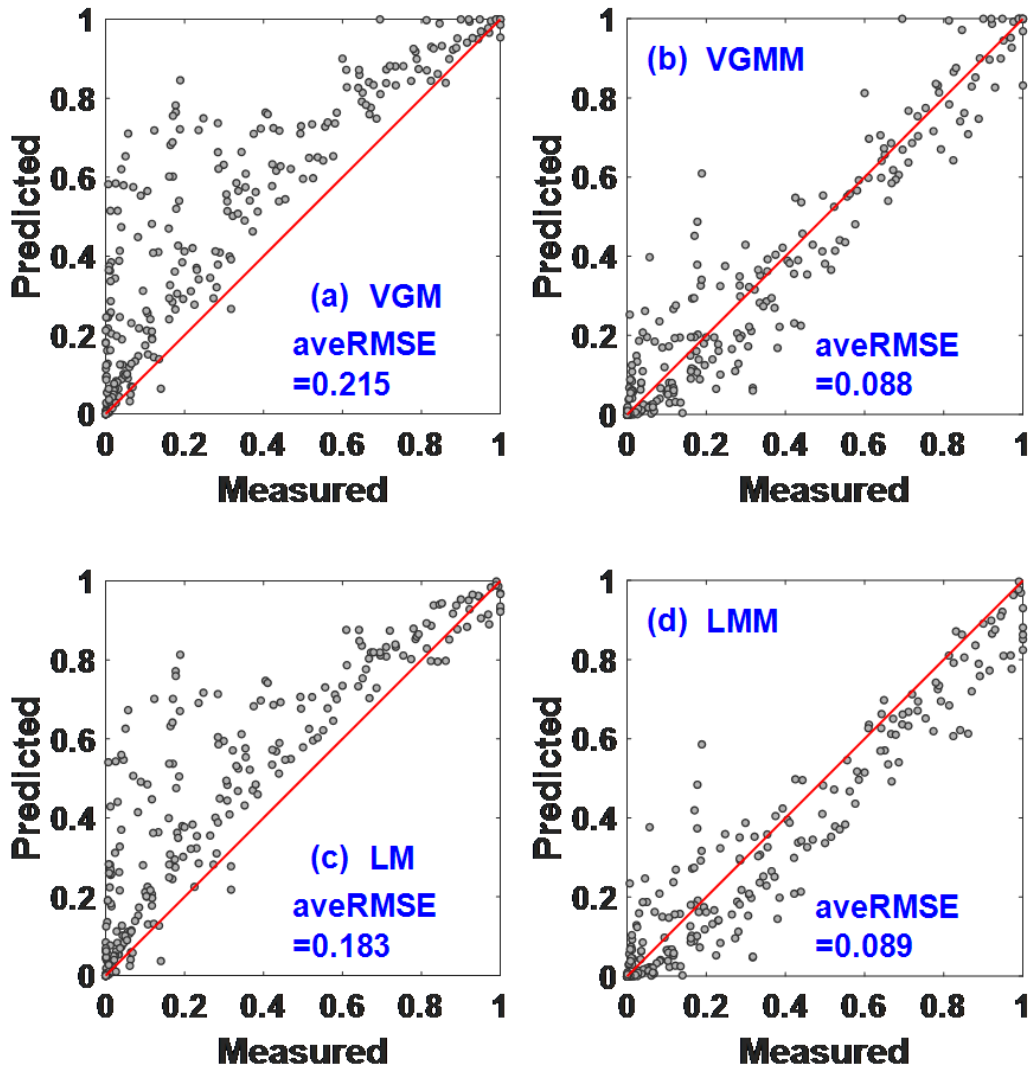 1
0.8
0.6
0.4
0.2
0
Predicted
(a) VGM
aveRMSE
=0.215
0 0.2 0.4 0.6 0.8 1
Measured
1
0.8
0.6
0.4
0.2
0
Predicted
(b) VGMM
aveRMSE
=0.088
0 0.2 0.4 0.6 0.8 1
Measured
1
0.8
0.6
0.4
0.2
0
Predicted
(c) LM
aveRMSE
=0.183
0 0.2 0.4 0.6 0.8 1
Measured
1
0.8
0.6
0.4
0.2
0
Predicted
(d) LMM
aveRMSE
=0.089
0 0.2 0.4 0.6 0.8 1
Measured